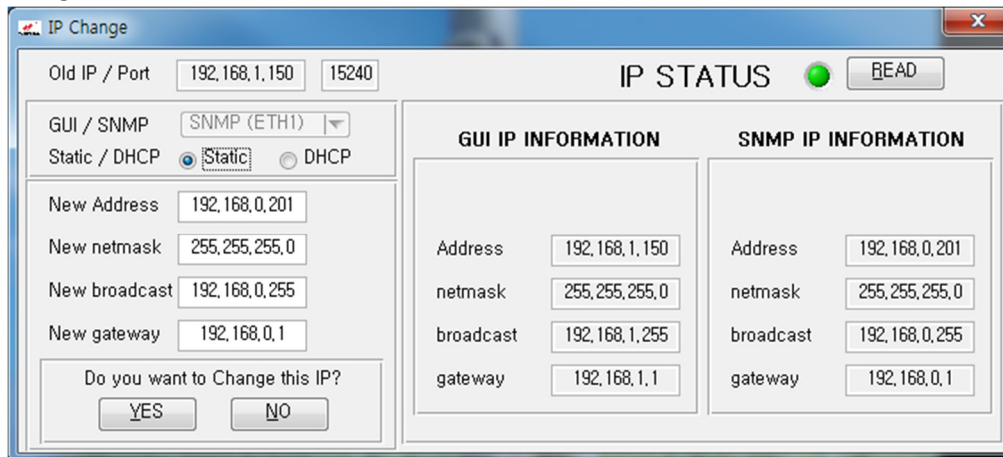 IP Change
Old IP / Port 192,168,1,150 15240
IP STATUS READ
GUI / SNMP SNMP (ETH1)
Static / DHCP Static DHCP
New Address 192,168,0,201
New netmask 255,255,255,0
New broadcast 192,168,0,255
New gateway 192,168,0,1
Do you want to Change this IP?
YES NO
GUI IP INFORMATION
Address 192,168,1,150
netmask 255,255,255,0
broadcast 192,168,1,255
gateway 192,168,1,1
SNMP IP INFORMATION
Address 192,168,0,201
netmask 255,255,255,0
broadcast 192,168,0,255
gateway 192,168,0,1